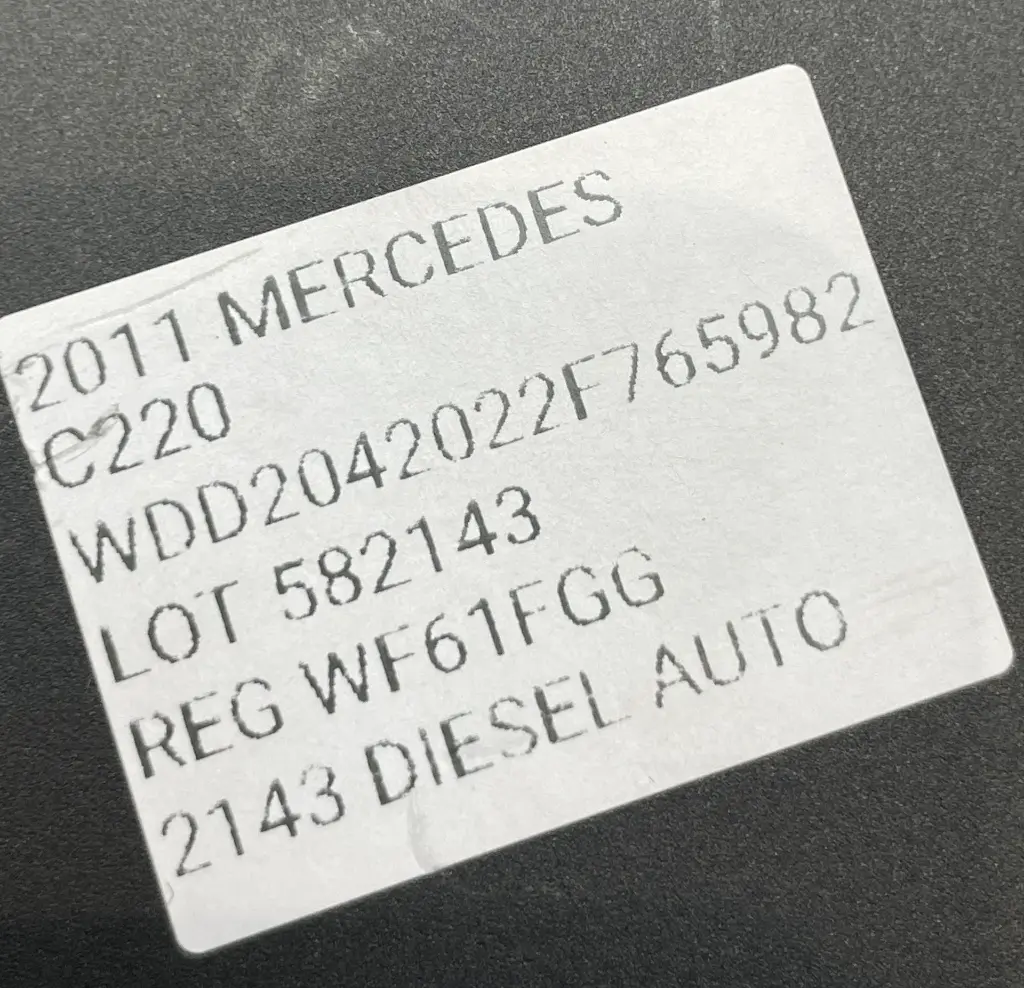 2011 MERCEDES
C220
WDD2042022F765982
LOT 582143
REG WF61FGG
2143 DIESEL AUTO